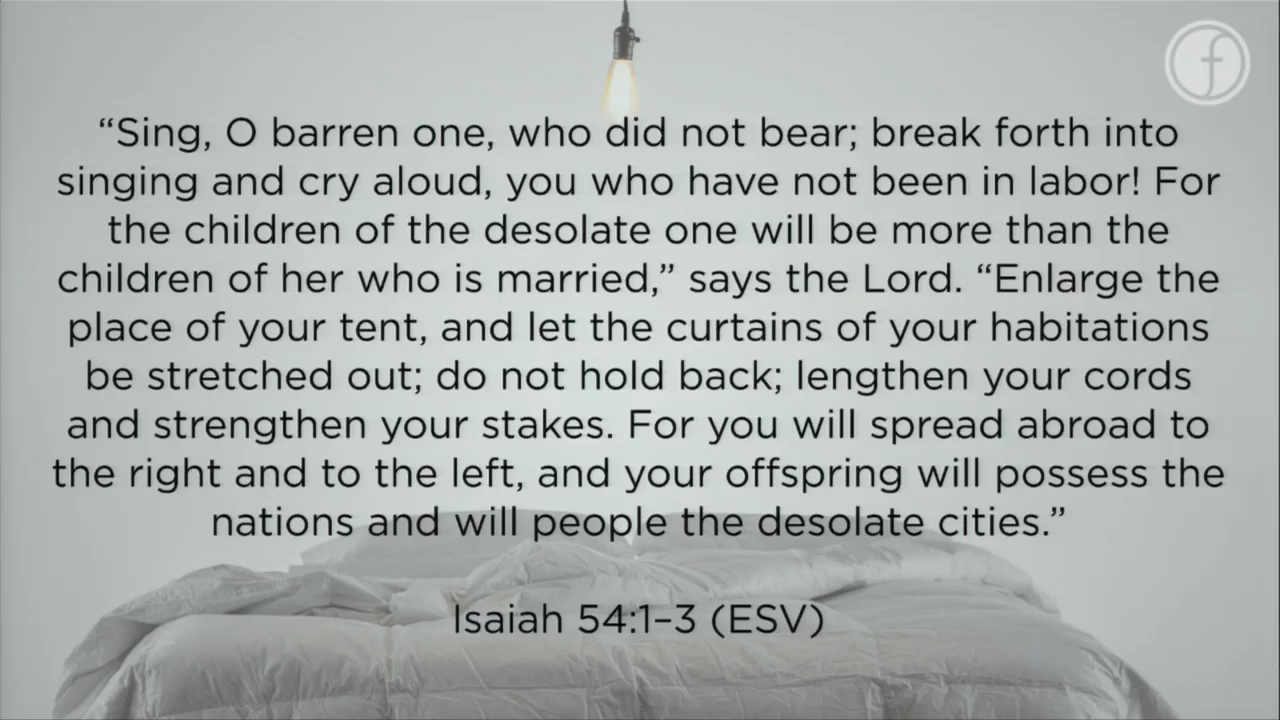 “Sing, O barren one, who did not bear; break forth into
singing and cry aloud, you who have not been in labor! For
the children of the desolate one will be more than the
children of her who is married,” says the Lord. “Enlarge the
place of your tent, and let the curtains of your habitations
be stretched out; do not hold back; lengthen your cords
and strengthen your stakes. For you will spread abroad to
the right and to the left, and your offspring will possess the
nations and will people the desolate cities.”
Isaiah 54:1–3 (ESV)
f